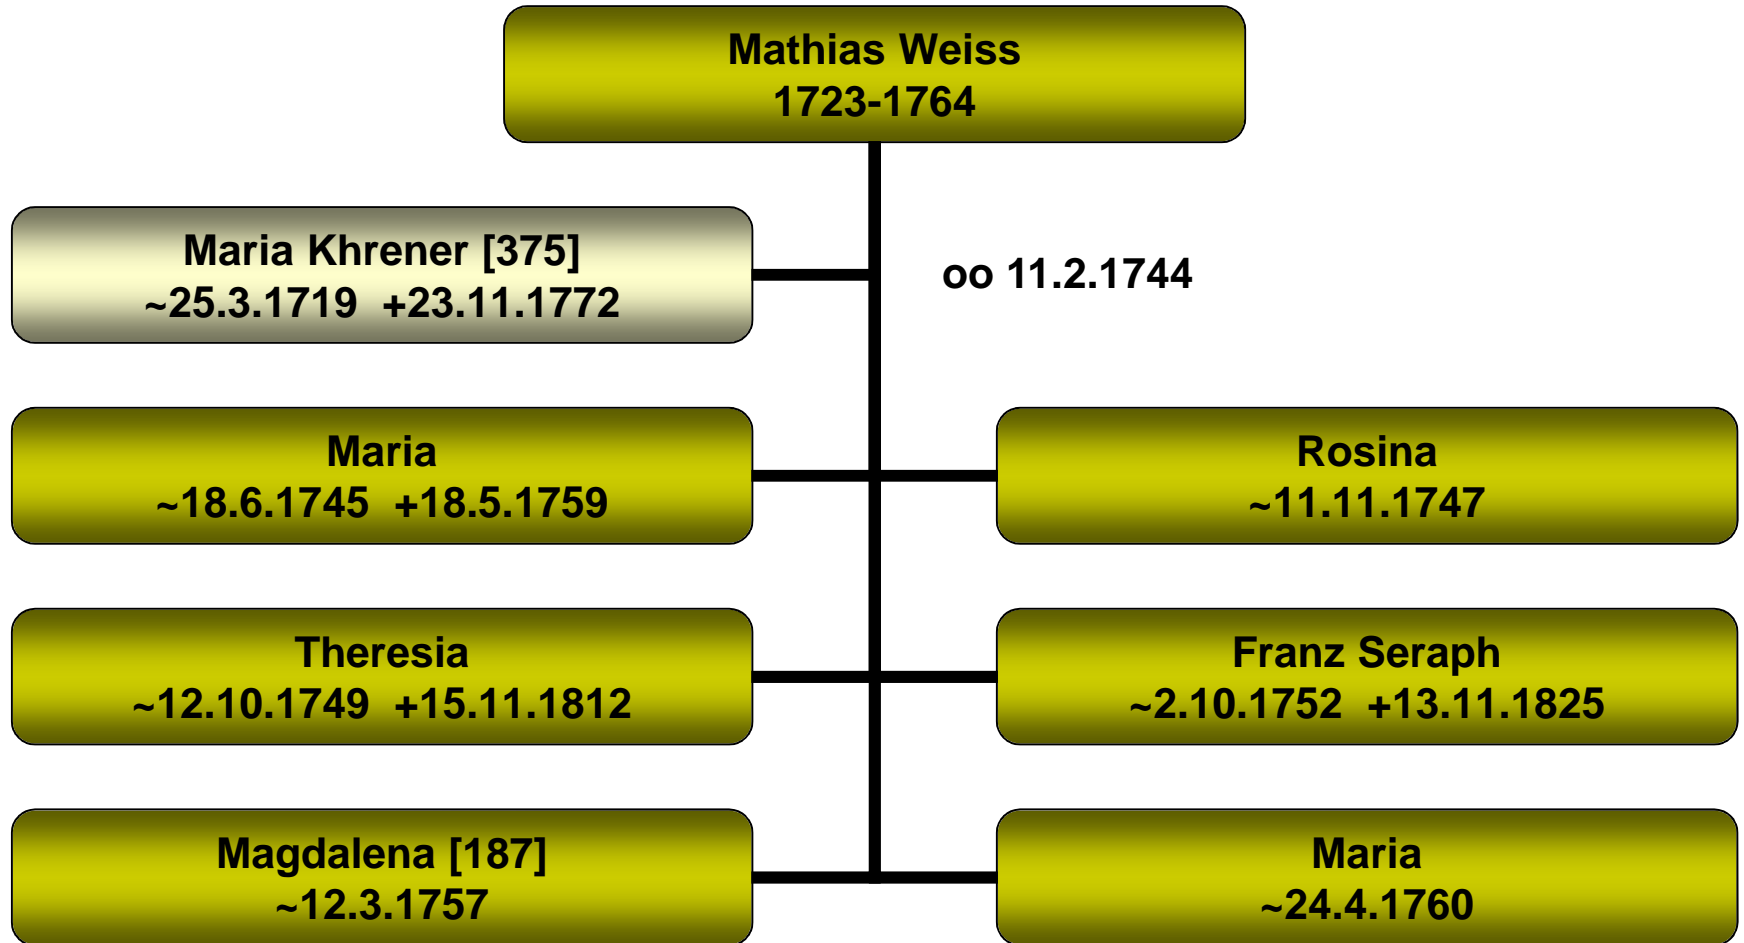 Mathias Weiss
1723-1764
Maria Khrener [375]
~25.3.1719  +23.11.1772
oo 11.2.1744
Maria
~18.6.1745  +18.5.1759
Rosina
~11.11.1747
Theresia
~12.10.1749  +15.11.1812
Franz Seraph
~2.10.1752  +13.11.1825
Magdalena [187]
~12.3.1757
Maria
~24.4.1760